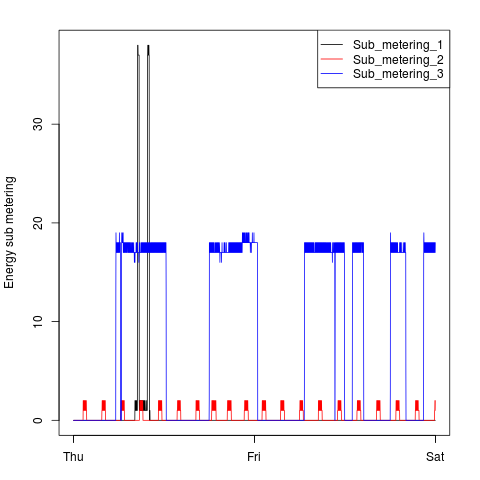 Sub_metering_1
Sub_metering_2
Sub_metering_3
Energy sub metering
30
20
10
0
Thu
Fri
Sat